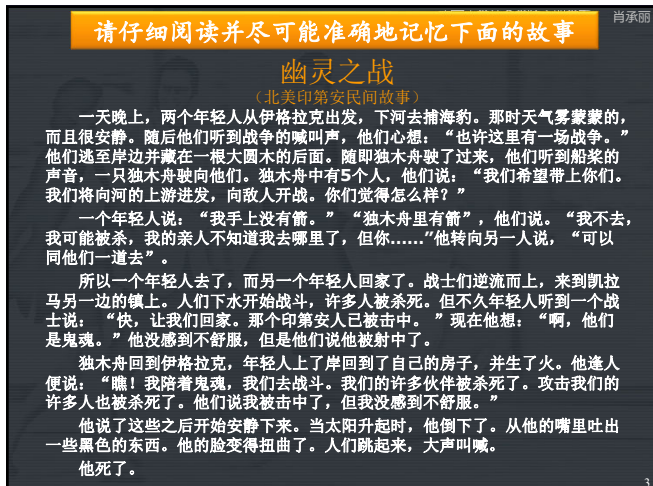 肖承丽
请仔细阅读并尽可能准确地记忆下面的故事
幽灵之战
（北美印第安民间故事）
一天晚上，两个年轻人从伊格拉克出发，下河去捕海豹。那时天气雾蒙蒙的，
而且很安静。随后他们听到战争的喊叫声，他们心想：“也许这里有一场战争。”
他们逃至岸边并藏在一根大圆木的后面。随即独木舟驶了过来，他们听到船桨的
声音，一只独木舟驶向他们。独木舟中有5个人，他们说：“我们希望带上你们。
我们将向河的上游进发，向敌人开战。你们觉得怎么样？”
一个年轻人说：“我手上没有箭。”“独木舟里有箭”，他们说。“我不去，
我可能被杀，我的亲人不知道我去哪里了，但你……”他转向另一人说，“可以
同他们一道去”。
所以一个年轻人去了，而另一个年轻人回家了。战士们逆流而上，来到凯拉
马另一边的镇上。人们下水开始战斗，许多人被杀死。但不久年轻人听到一个战
士说：“快，让我们回家。那个印第安人已被击中。”现在他想：“啊，他们
是鬼魂。”他没感到不舒服，但是他们说他被射中了。
独木舟回到伊格拉克，年轻人上了岸回到了自己的房子，并生了火。他逢人
便说：“瞧！我陪着鬼魂，我们去战斗。我们的许多伙伴被杀死了。攻击我们的
许多人也被杀死了。他们说我被击中了，但我没感到不舒服。”
他说了这些之后开始安静下来。当太阳升起时，他倒下了。从他的嘴里吐出
一些黑色的东西。他的脸变得扭曲了。人们跳起来，大声叫喊。
他死了。
3